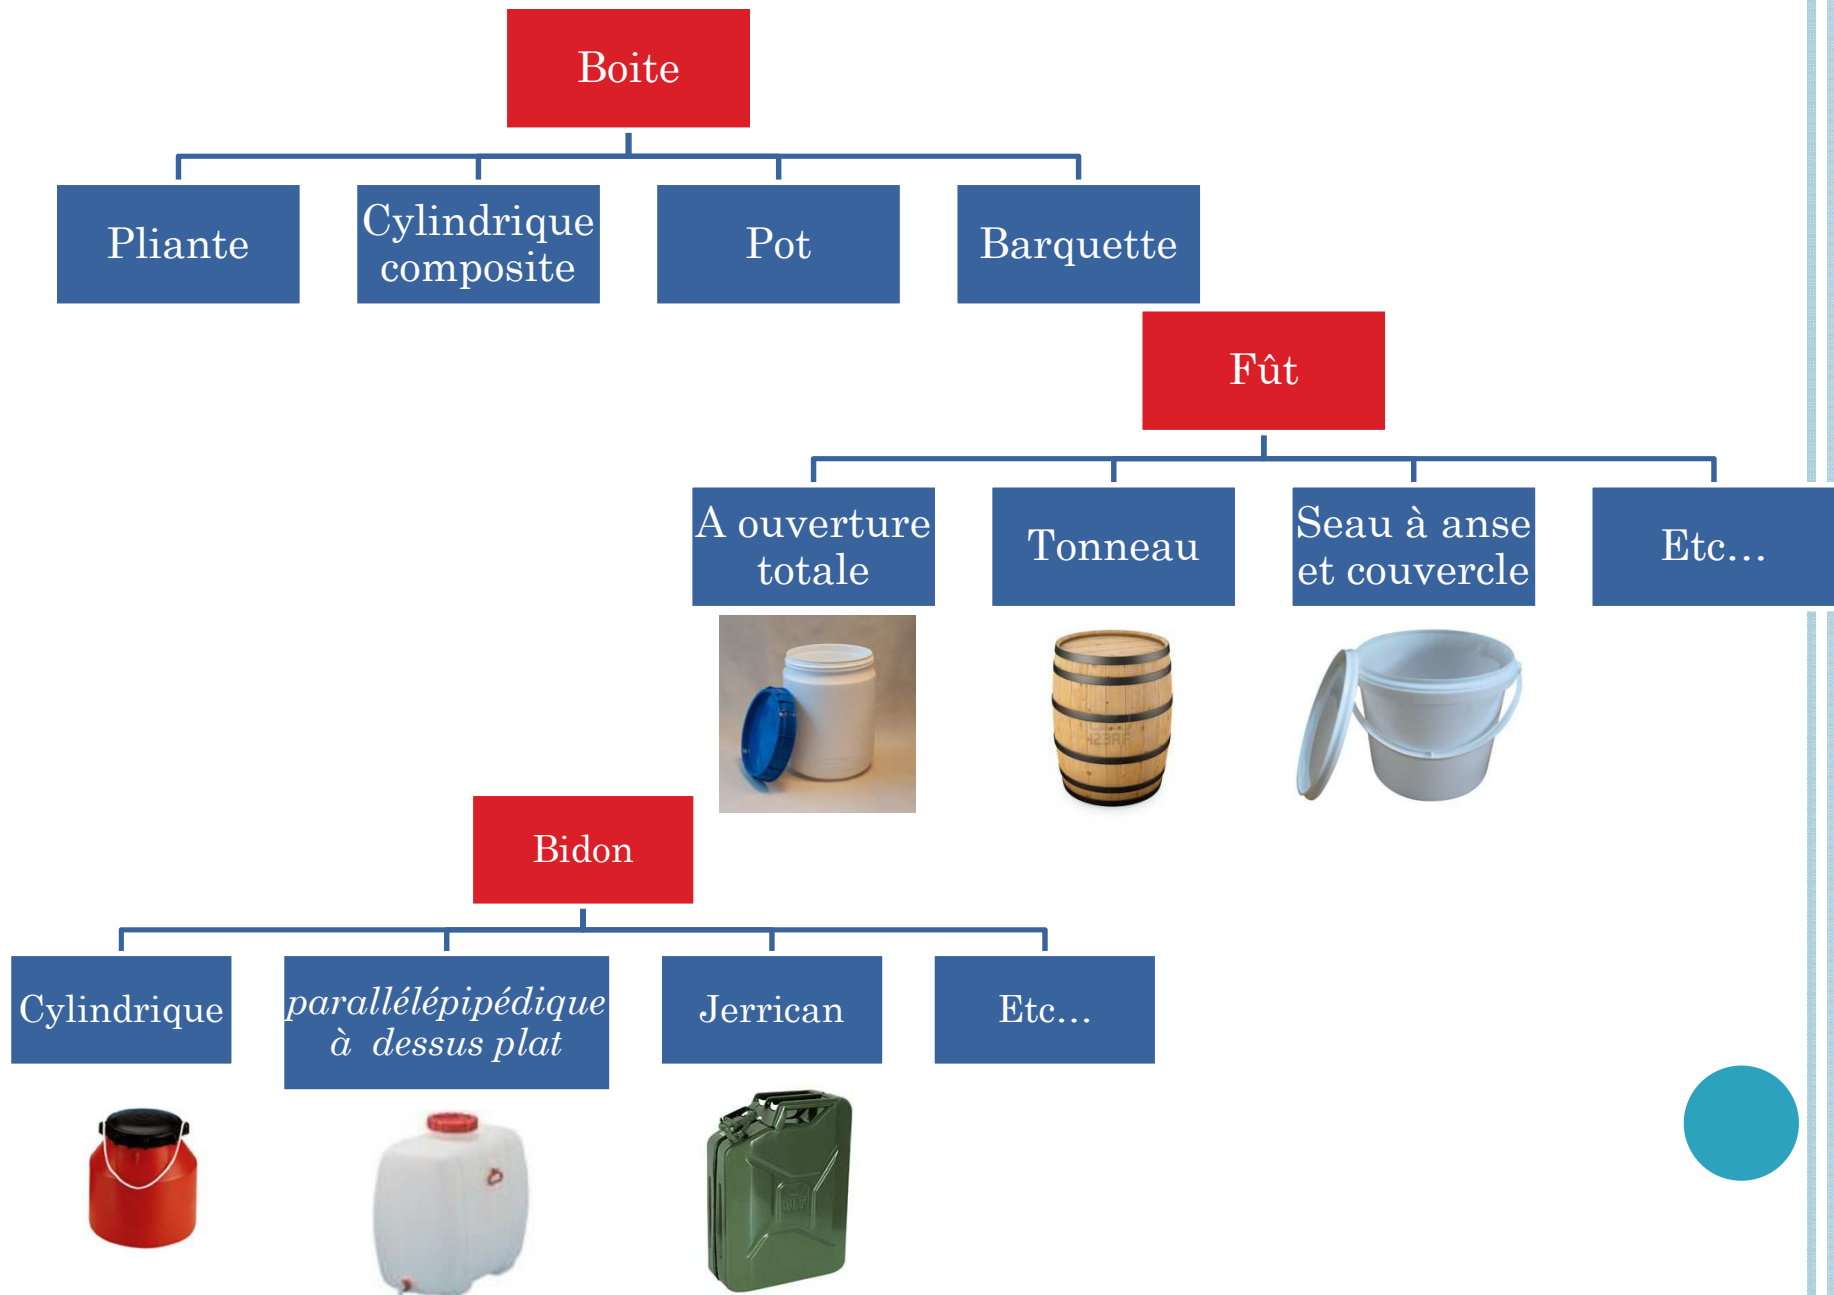 Boite
Pliante
Cylindrique
composite
Pot
Barquette
Fût
A ouverture
totale
Tonneau
Seau à anse
et couvercle
Etc...
123RF
Bidon
Cylindrique
parallélépipédique
à dessus plat
Jerrican
Etc...